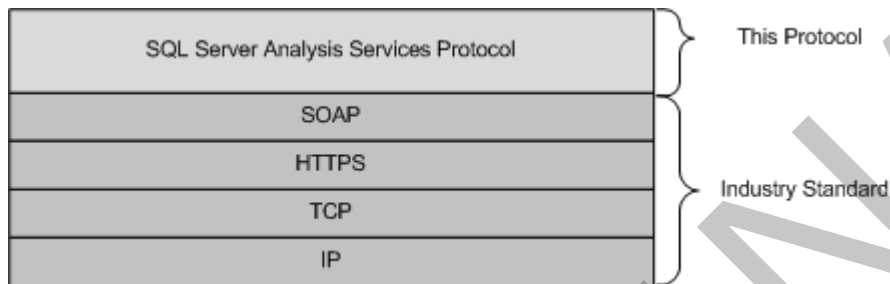 SQL Server Analysis Services Protocol
This Protocol
SOAP
HTTPS
Industry Standard
TCP
IP